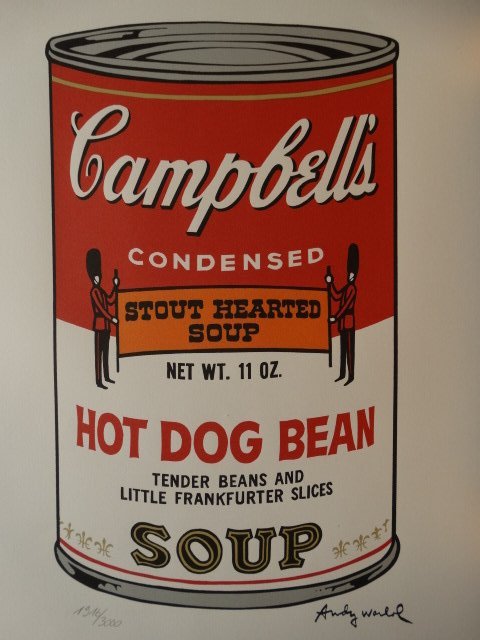 Campbell's
CONDENSED
STOUT HEARTED
SOUP
NET WT. 11 OZ.
HOT DOG BEAN
TENDER BEANS AND
LITTLE FRANKFURTER SLICES
SOUP
Andy Warhol